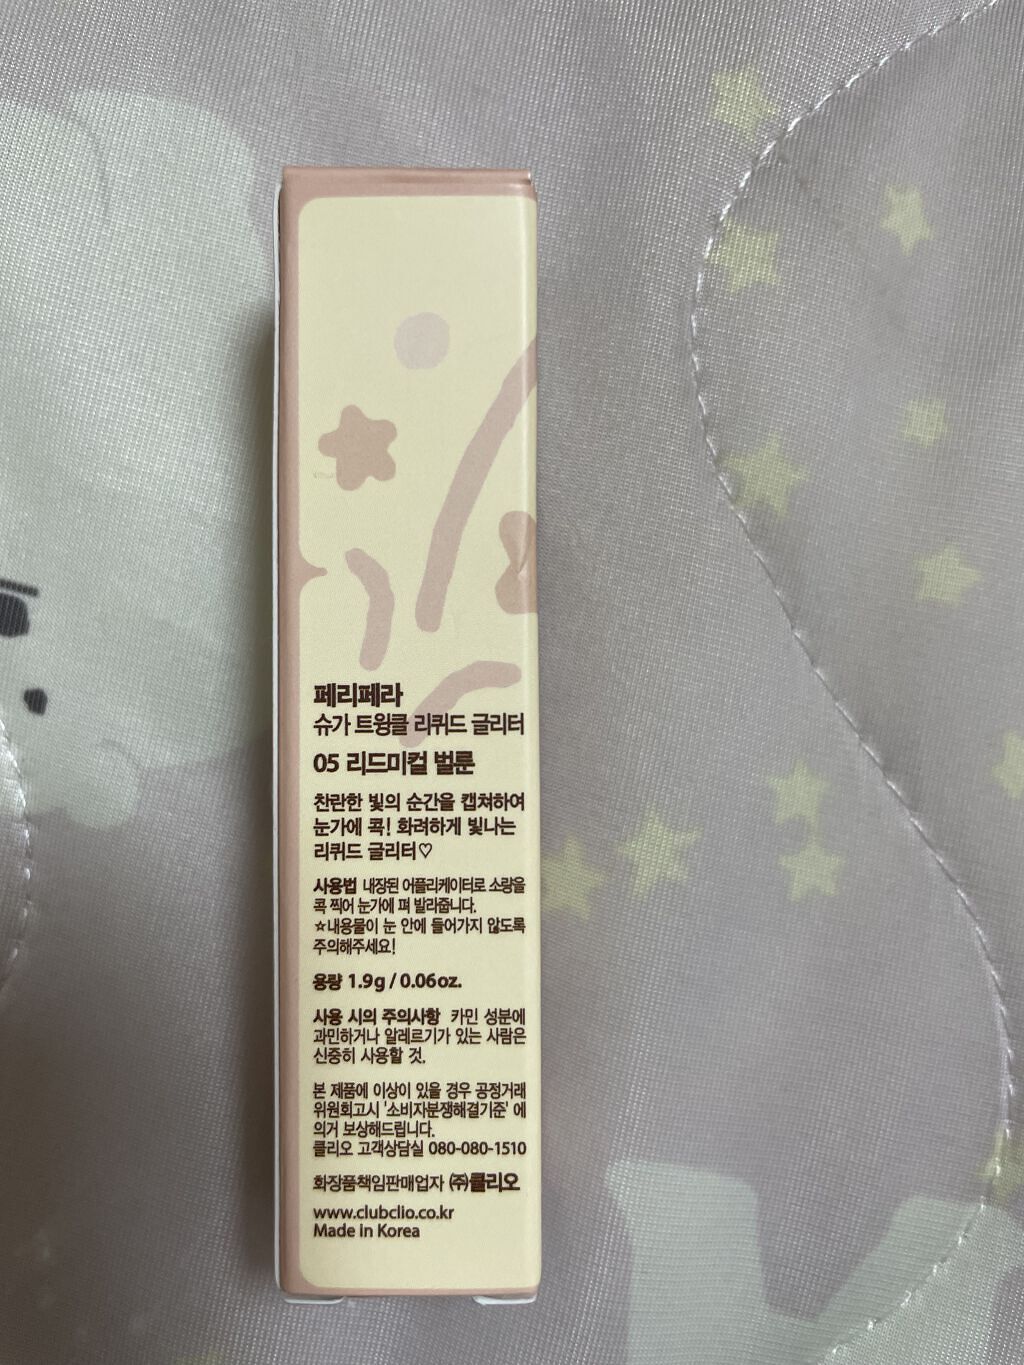 페리페라
슈가 트윙클 리퀴드 글리터
05 리드미컬 벌룬
찬란한 빛의 순간을 캡쳐하여
눈가에 콕! 화려하게 빛나는
리퀴드 글리터♡
사용법 내장된 어플리케이터로 소량을
콕 찍어 눈가에 펴 발라줍니다.
☆내용물이 눈 안에 들어가지 않도록
주의해주세요!
용량 1.9g / 0.06oz.
사용 시의 주의사항 카민 성분에
과민하거나 알레르기가 있는 사람은
신중히 사용할 것.
본 제품에 이상이 있을 경우 공정거래
위원회고시 '소비자분쟁해결기준' 에
의거 보상해드립니다.
클리오 고객상담실 080-080-1510
화장품책임판매업자 ㈜클리오
www.clubclio.co.kr
Made in Korea